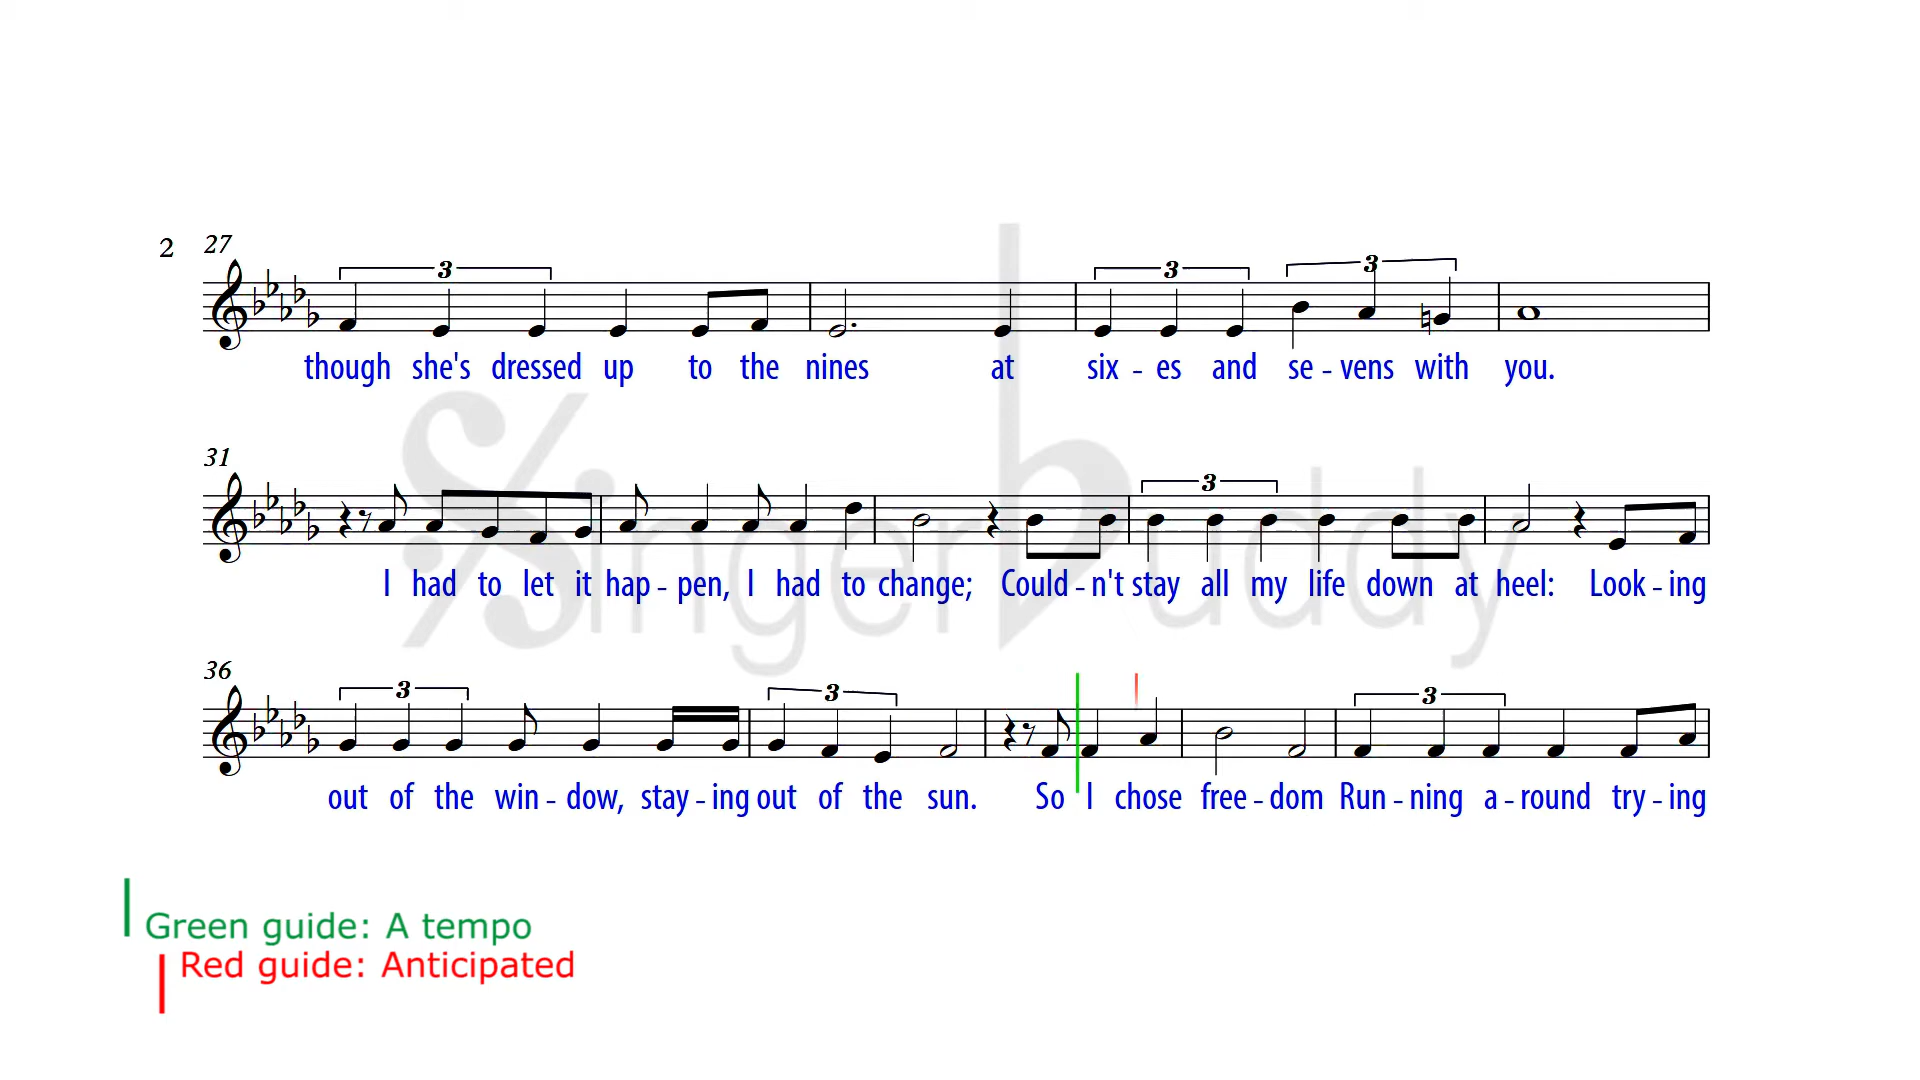 2 27
3 3 3
though she's dressed up to the nines at six - es and se - vens with you.
31
3
I had to let it hap - pen, I had to change; Could - n't stay all my life down at heel: Look - ing
36
3 3 3
out of the win - dow, stay - ing out of the sun. So I chose free - dom Run - ning a - round try - ing
Singerbuddy
Green guide: A tempo
Red guide: Anticipated